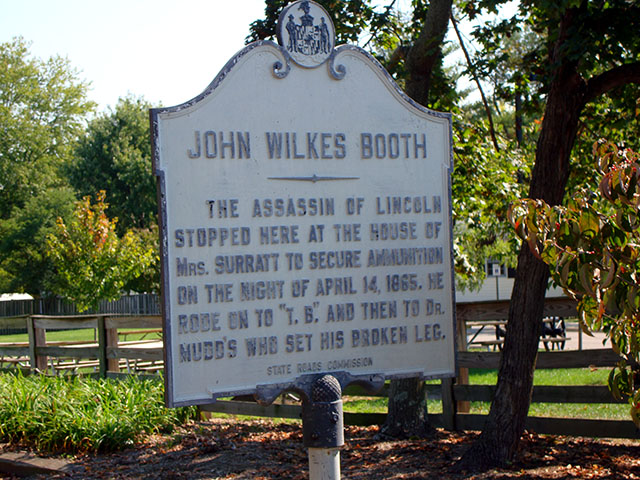 JOHN WILKES BOOTH
THE ASSASSIN OF LINCOLN
STOPPED HERE AT THE HOUSE OF
MRS. SURRATT TO SECURE AMMUNITION
ON THE NIGHT OF APRIL 14, 1865. HE
RODE ON TO "T. B." AND THEN TO DR.
MUDD'S WHO SET HIS BROKEN LEG.
STATE ROADS COMMISSION